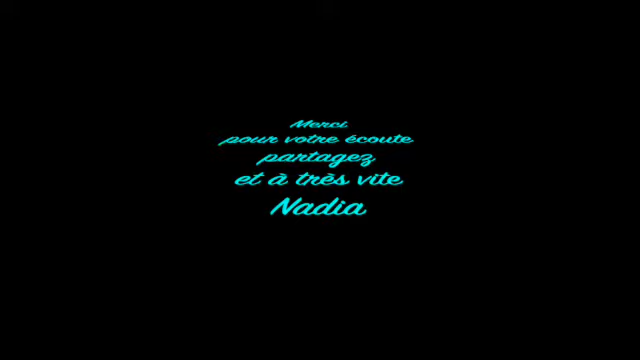 Merci
pour votre écoute
partagez
et à très vite
Nadia